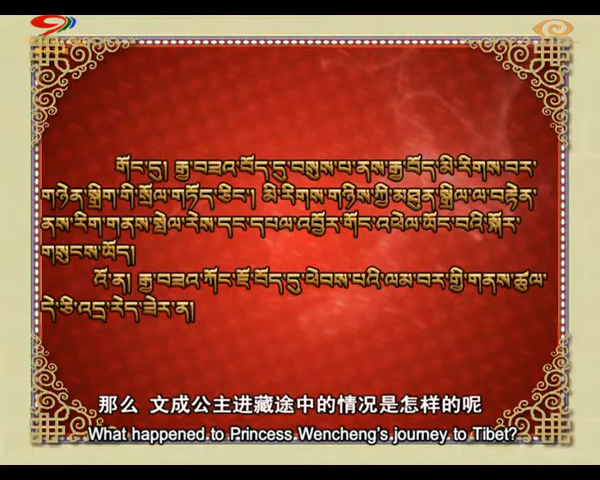 གོང་དུ། རྒྱ་བཟའ་བོད་དུ་བསུས་པ་ནས་རྒྱ་བོད་མི་རིགས་བར་
གཉེན་སྒྲིག་གི་སྲོལ་གཏོད་ཅིང་། མི་རིགས་གཉིས་ཀྱི་མཐུན་སྒྲིལ་ལ་བརྟེན་
ནས་རིག་གནས་སྤེལ་རེས་དང་དཔལ་འབྱོར་གོང་འཕེལ་ཡོང་བའི་སྐོར་
གསུངས་ཡོད།
འོ་ན། རྒྱ་བཟའ་ཀོང་ཇོ་བོད་དུ་ཕེབས་པའི་ལམ་བར་གྱི་གནས་ཚུལ་
དེ་ཅི་འདྲ་རེད་ཟེར་ན།
那么 文成公主进藏途中的情况是怎样的呢
What happened to Princess Wencheng's journey to Tibet?